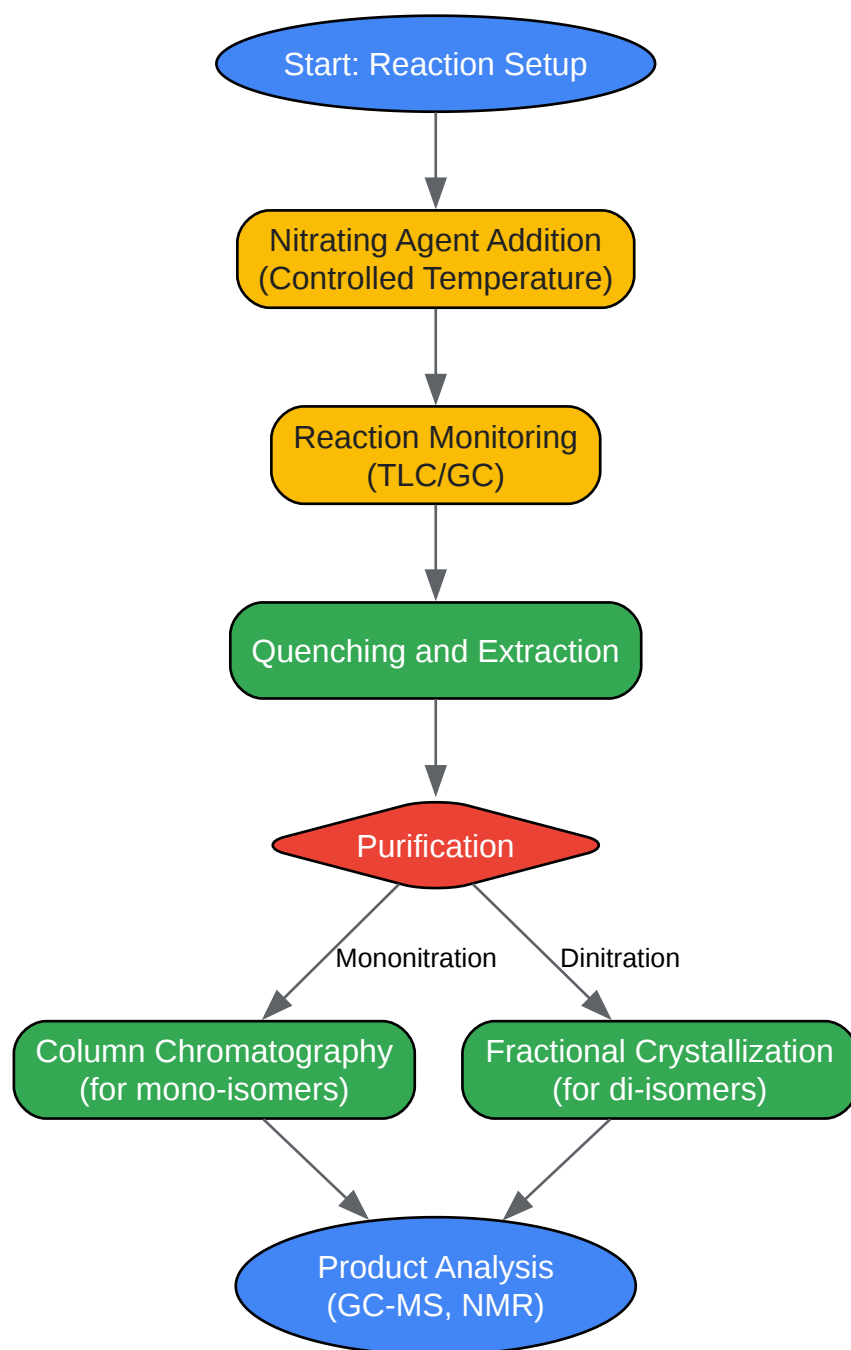 Start: Reaction Setup
Nitrating Agent Addition
(Controlled Temperature)
Reaction Monitoring
(TLC/GC)
Quenching and Extraction
Purification
Mononitration
Dinitration
Column Chromatography
(for mono-isomers)
Fractional Crystallization
(for di-isomers)
Product Analysis
(GC-MS, NMR)